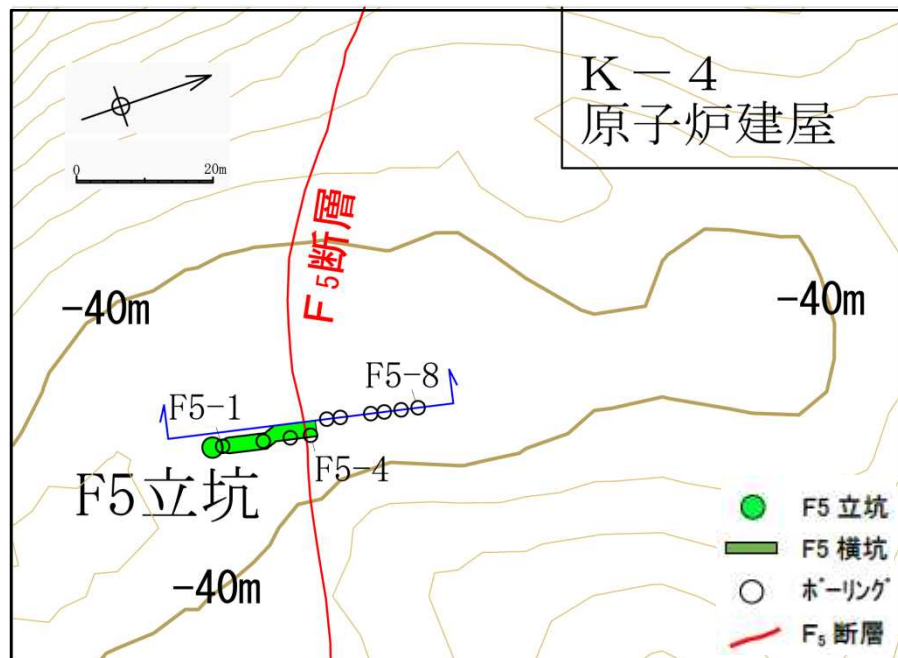 K－4
原子炉建屋
0 20m
F5断層
-40m
-40m
F5-8
F5-1
F5-4
F5立坑
-40m
F5 立坑
F5 横坑
ﾎﾞｰﾘﾝｸﾞ
F₅ 断層